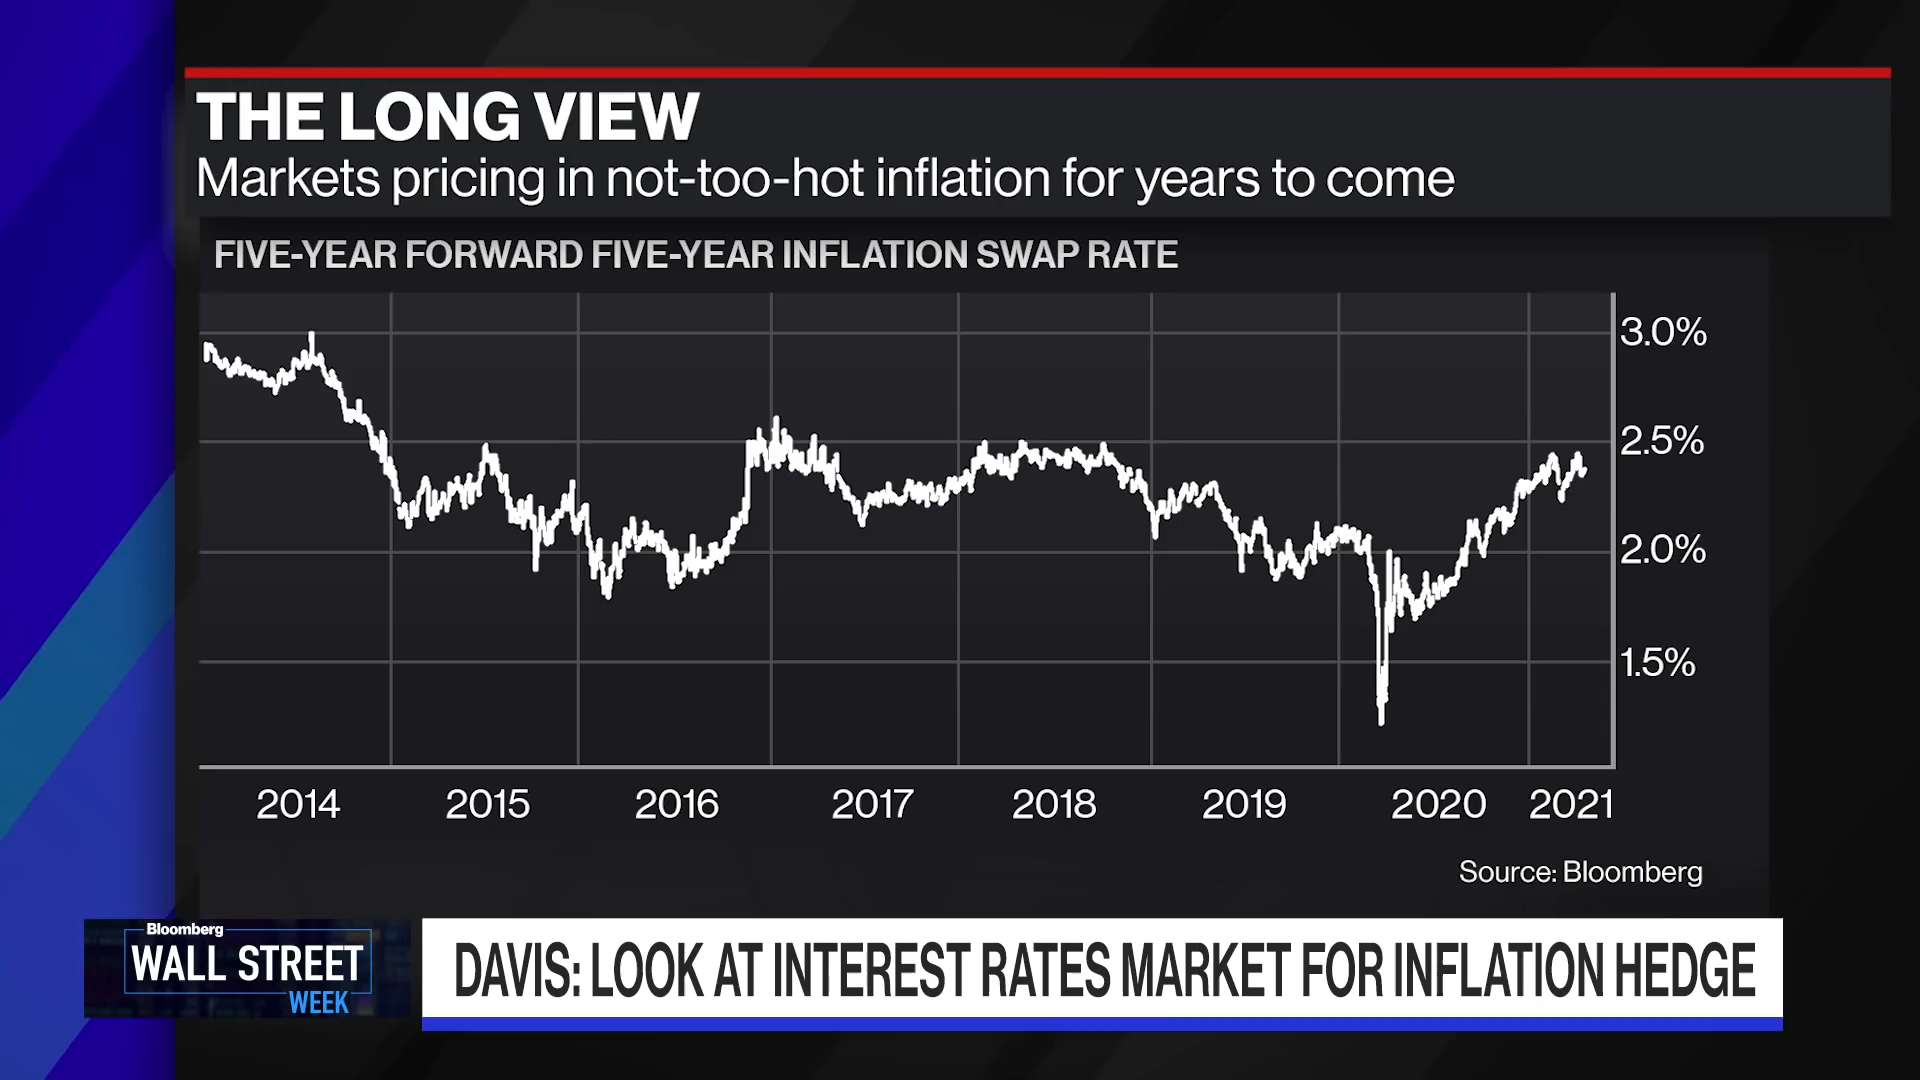 THE LONG VIEW
Markets pricing in not-too-hot inflation for years to come
FIVE-YEAR FORWARD FIVE-YEAR INFLATION SWAP RATE
3.0%
2.5%
2.0%
1.5%
2014 2015 2016 2017 2018 2019 2020 2021
Source: Bloomberg
Bloomberg
WALL STREET
WEEK
DAVIS: LOOK AT INTEREST RATES MARKET FOR INFLATION HEDGE